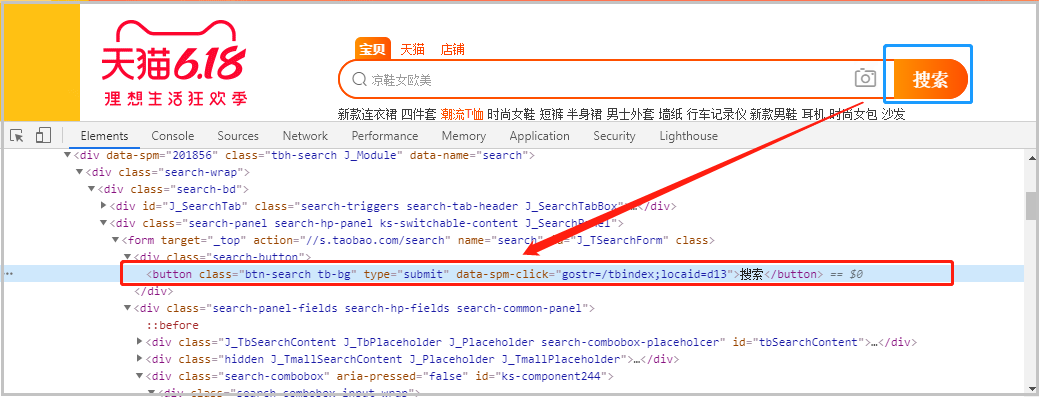 天猫6.18
理想生活狂欢季
宝贝 天猫 店铺
凉鞋女欧美
搜索
新款连衣裙 四件套 潮流T恤 时尚女鞋 短裤 半身裙 男士外套 墙纸 行车记录仪 新款男鞋 耳机 时尚女包 沙发
Elements Console Sources Network Performance Memory Application Security Lighthouse
<div data-spm="201856" class="tbh-search J_Module" data-name="search">
<div class="search-wrap">
<div class="search-bd">
<div id="J_SearchTab" class="search-triggers search-tab-header J_SearchTabBox">…</div>
<div class="search-panel search-hp-panel ks-switchable-content J_SearchPanel">
<form target="_top" action="//s.taobao.com/search" name="search" id="J_TSearchForm" class>
<div class="search-button">
<button class="btn-search tb-bg" type="submit" data-spm-click="gostr=/tbindex;locaid=d13">搜索</button> == $0
</div>
<div class="search-panel-fields search-hp-fields search-common-panel">
::before
<div class="J_TbSearchContent J_TbPlaceholder J_Placeholder search-combobox-placeholcer" id="tbSearchContent">…</div>
<div class="hidden J_TmallSearchContent J_Placeholder J_TmallPlaceholder">…</div>
<div class="search-combobox" aria-pressed="false" id="ks-component244">
<div class="search-combobox-input-wrap">